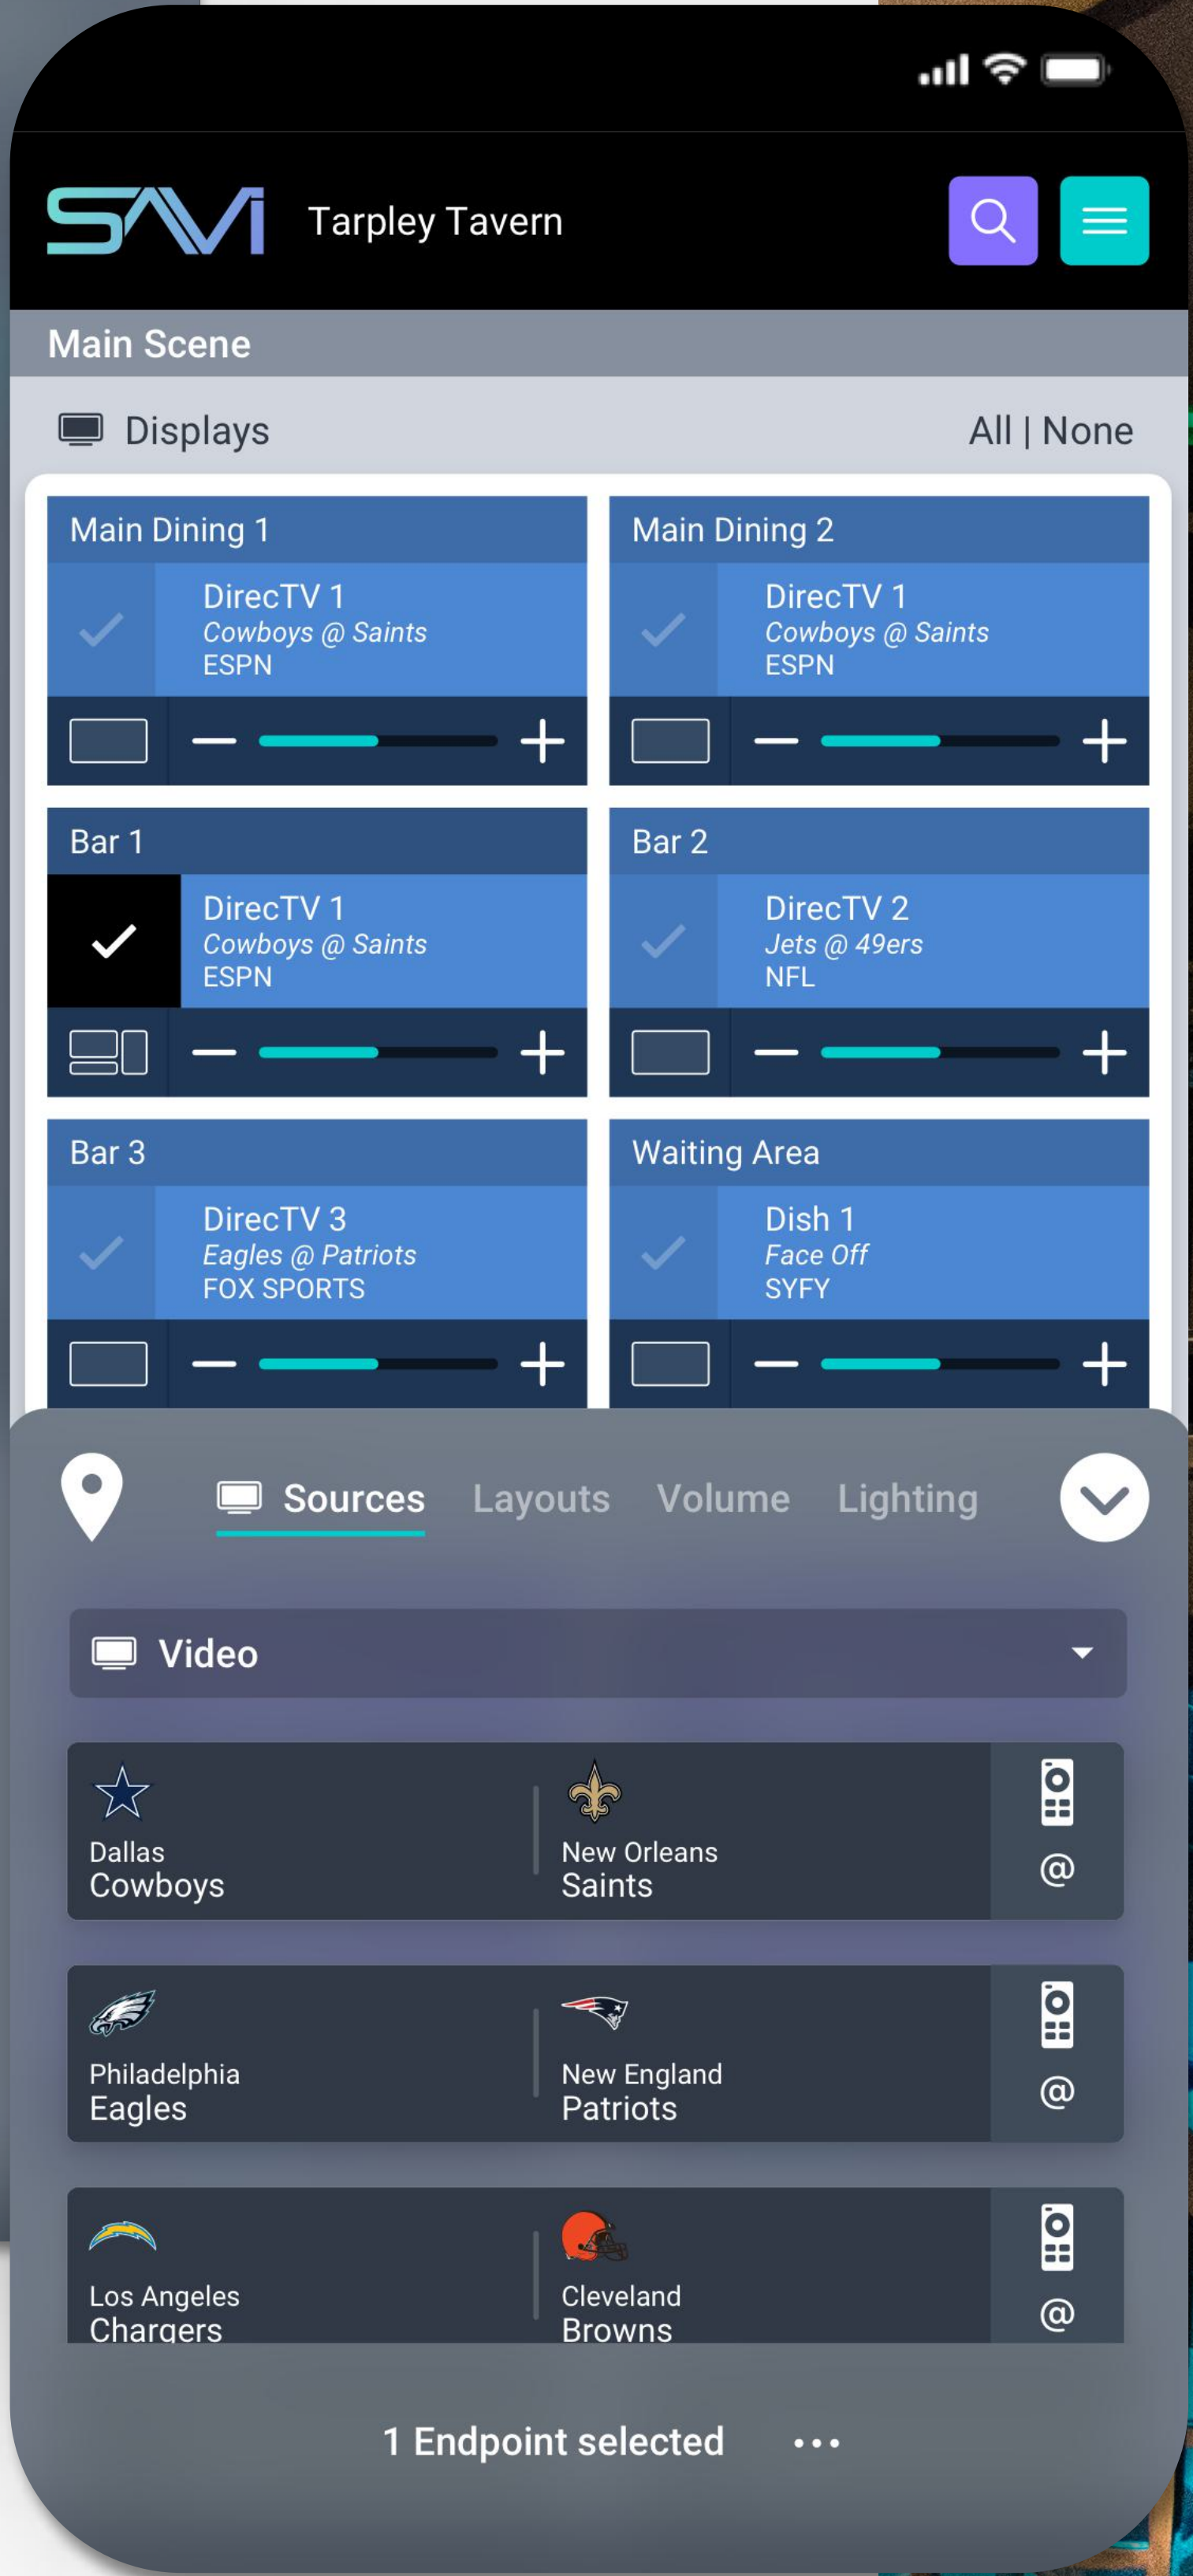 SAVI
Tarpley Tavern
Main Scene
Displays
All | None
Main Dining 1
DirecTV 1
Cowboys @ Saints
ESPN
Main Dining 2
DirecTV 1
Cowboys @ Saints
ESPN
Bar 1
DirecTV 1
Cowboys @ Saints
ESPN
Bar 2
DirecTV 2
Jets @ 49ers
NFL
Bar 3
DirecTV 3
Eagles @ Patriots
FOX SPORTS
Waiting Area
Dish 1
Face Off
SYFY
Sources Layouts Volume Lighting
Video
Dallas
Cowboys
New Orleans
Saints
@
Philadelphia
Eagles
New England
Patriots
@
Los Angeles
Chargers
Cleveland
Browns
@
1 Endpoint selected ...